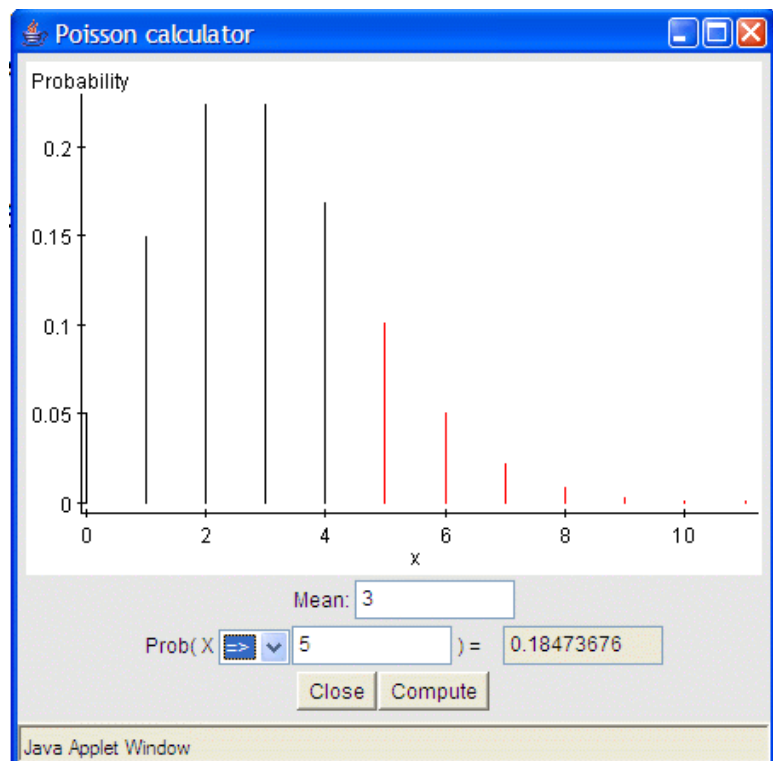 Poisson calculator
Probability
0.2
0.15
0.1
0.05
0
0 2 4 6 8 10
x
Mean: 3
Prob( X => 5 ) = 0.18473676
Close Compute
Java Applet Window